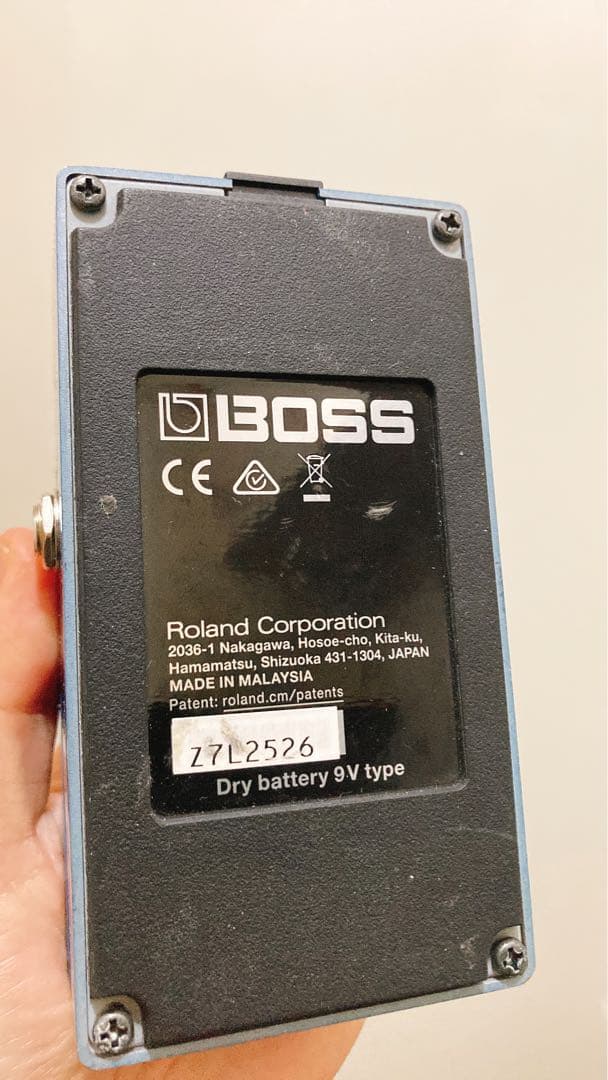 BOSS
CE
Roland Corporation
2036-1 Nakagawa, Hosoe-cho, Kita-ku,
Hamamatsu, Shizuoka 431-1304, JAPAN
MADE IN MALAYSIA
Patent: roland.cm/patents
Z7L2526
Dry battery 9V type